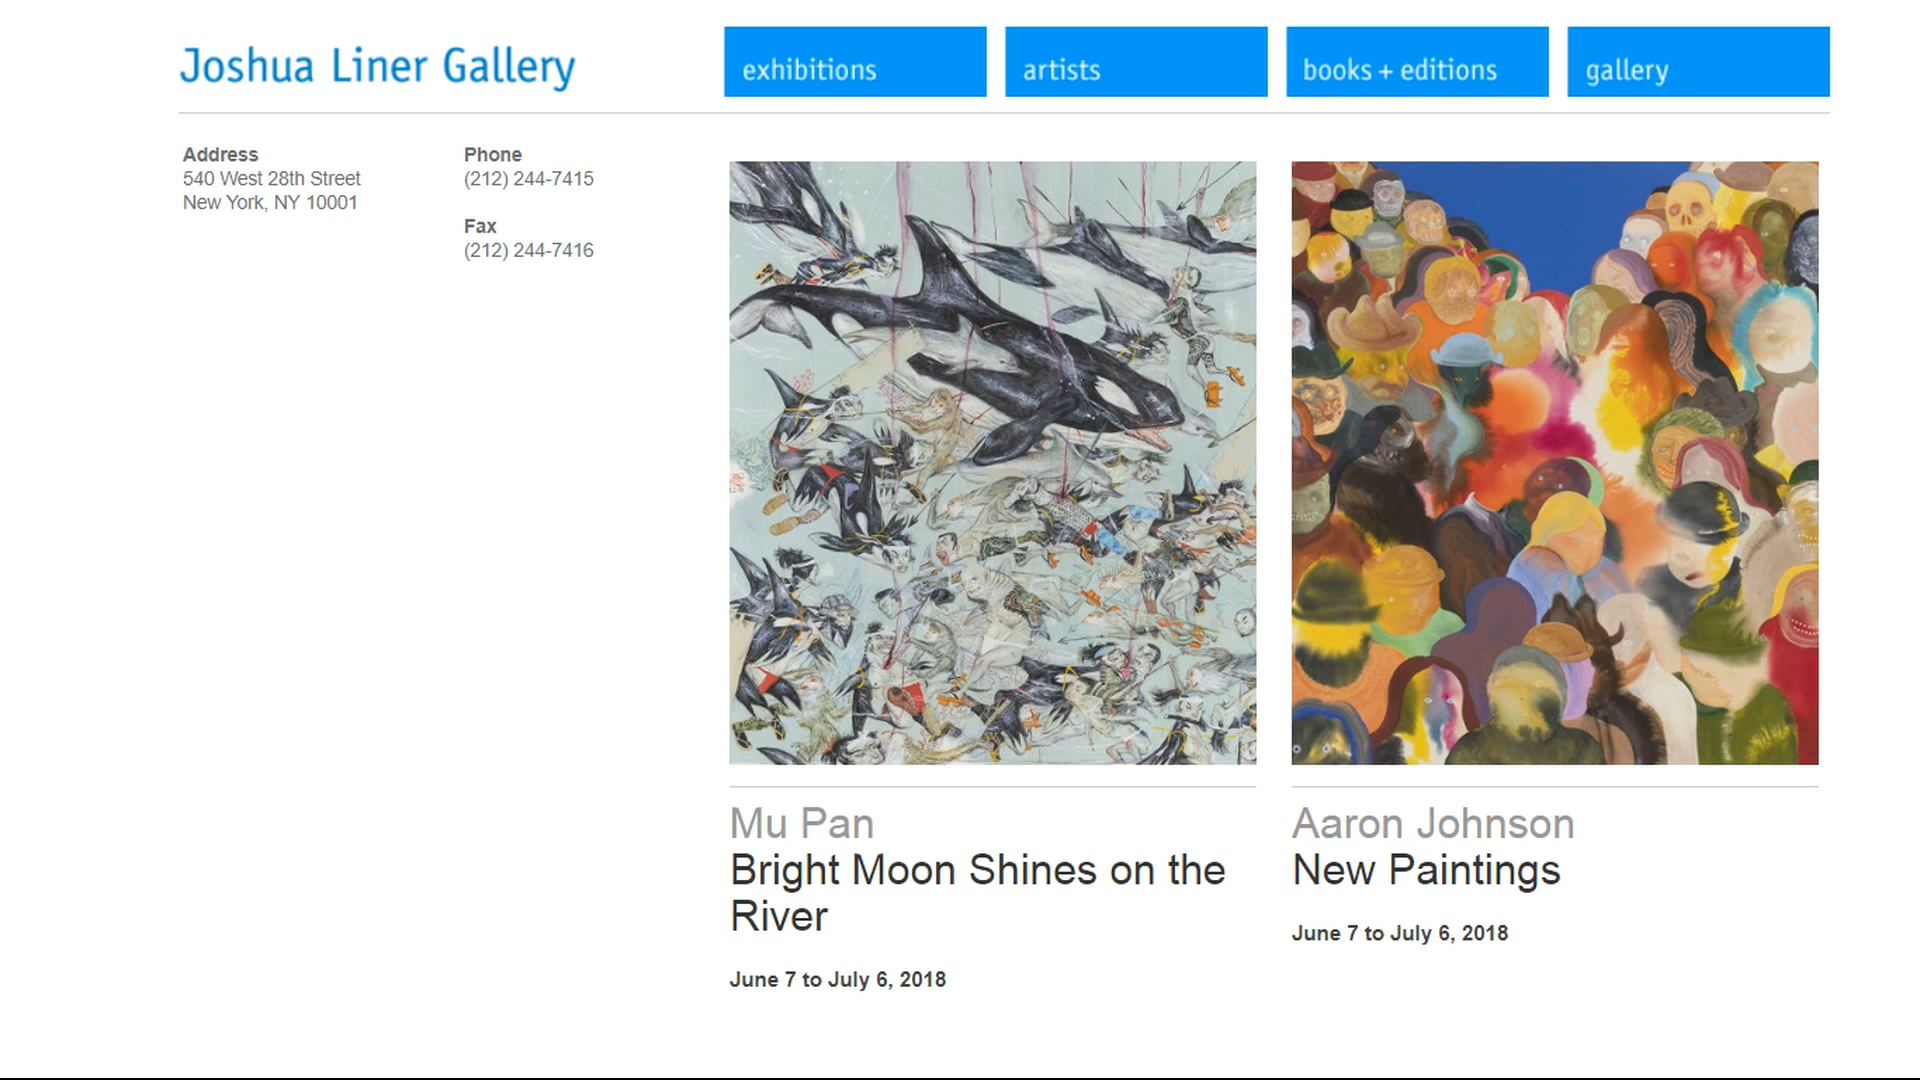 Joshua Liner Gallery
exhibitions
artists
books + editions
gallery
Address
540 West 28th Street
New York, NY 10001
Phone
(212) 244-7415
Fax
(212) 244-7416
Mu Pan
Bright Moon Shines on the
River
June 7 to July 6, 2018
Aaron Johnson
New Paintings
June 7 to July 6, 2018